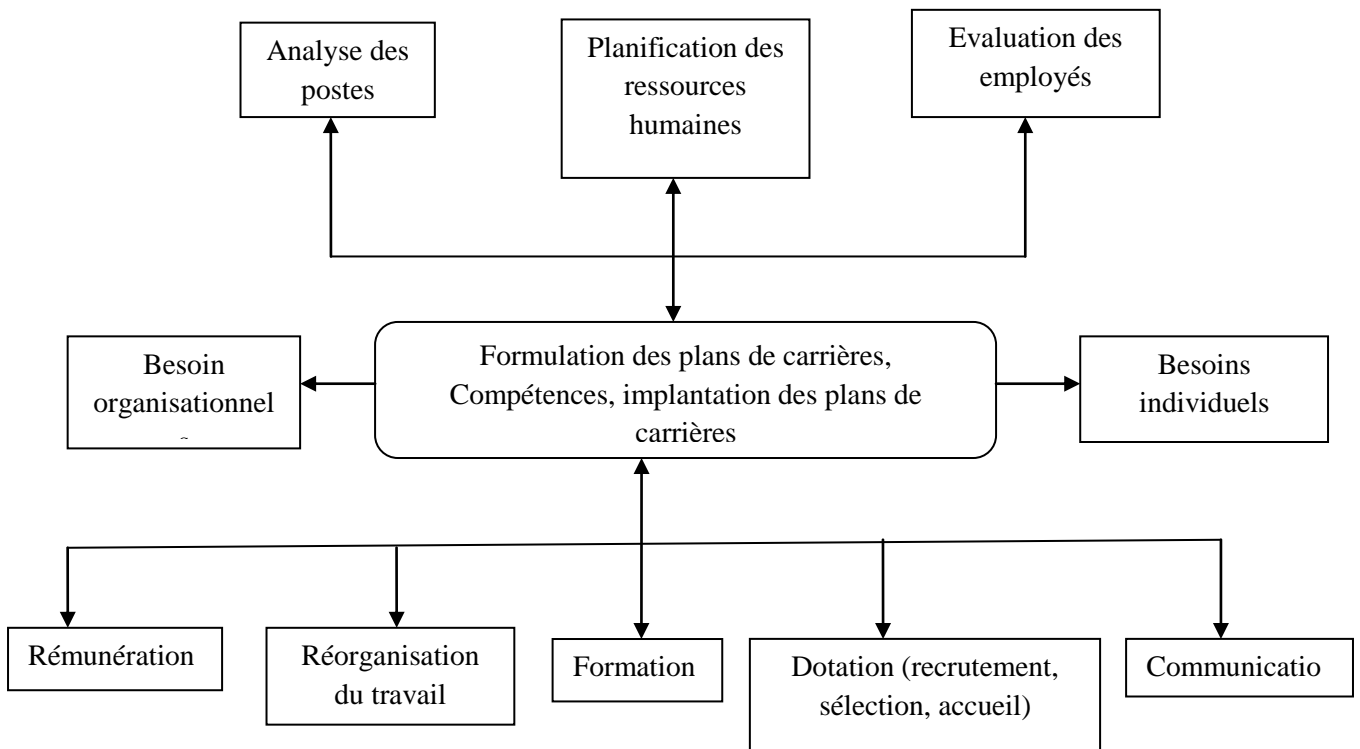 Analyse des
postes
Planification des
ressources
humaines
Evaluation des
employés
Besoin
organisationnel
Formulation des plans de carrières,
Compétences, implantation des plans de
carrières
Besoins
individuels
Rémunération
Réorganisation
du travail
Formation
Dotation (recrutement,
sélection, accueil)
Communicatio